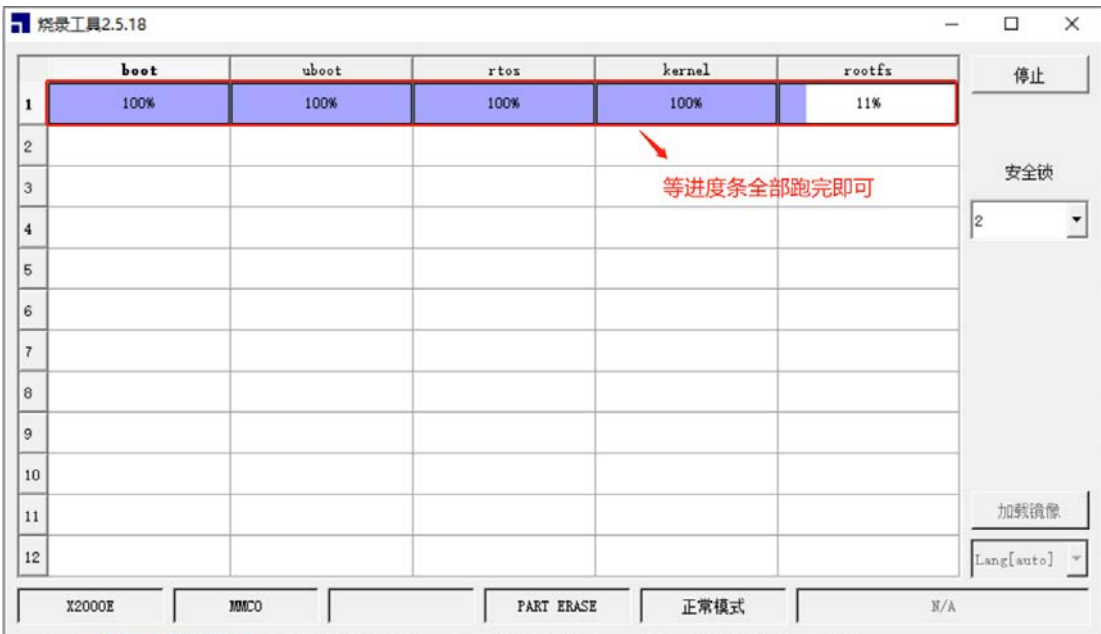 烧录工具2.5.18
boot uboot rtos kernel rootfs
停止
1 100% 100% 100% 100% 11%
2
安全锁
3
等进度条全部跑完即可
2
4
5
6
7
8
9
10
11
加载镜像
12
Lang[auto]
X2000E MMC0 PART ERASE 正常模式 N/A